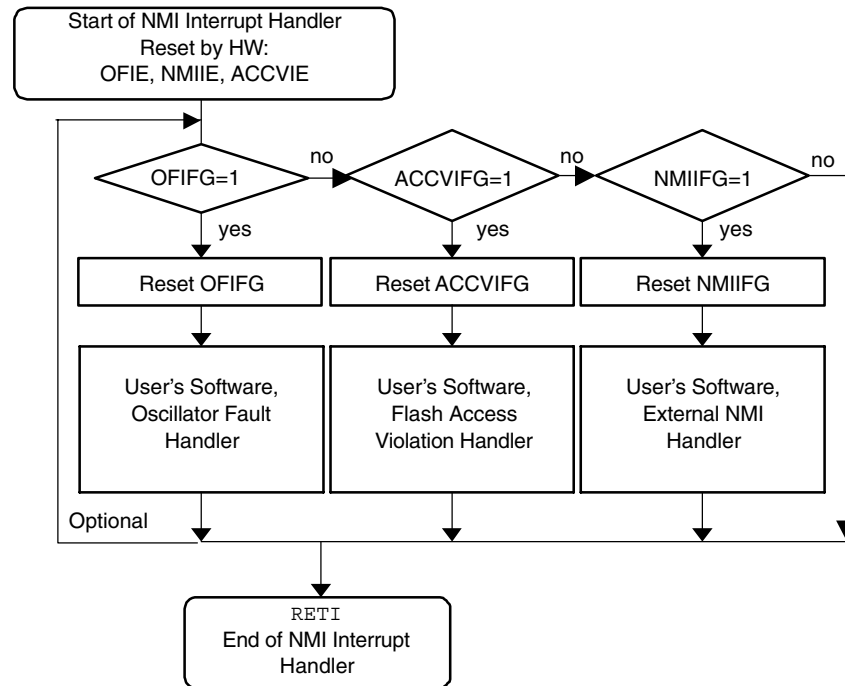 Start of NMI Interrupt Handler
Reset by HW:
OFIE, NMIIE, ACCVIE
OFIFG=1
no
ACCVIFG=1
no
NMIIFG=1
no
yes
yes
yes
Reset OFIFG
Reset ACCVIFG
Reset NMIIFG
User's Software,
Oscillator Fault
Handler
User's Software,
Flash Access
Violation Handler
User's Software,
External NMI
Handler
Optional
RETI
End of NMI Interrupt
Handler